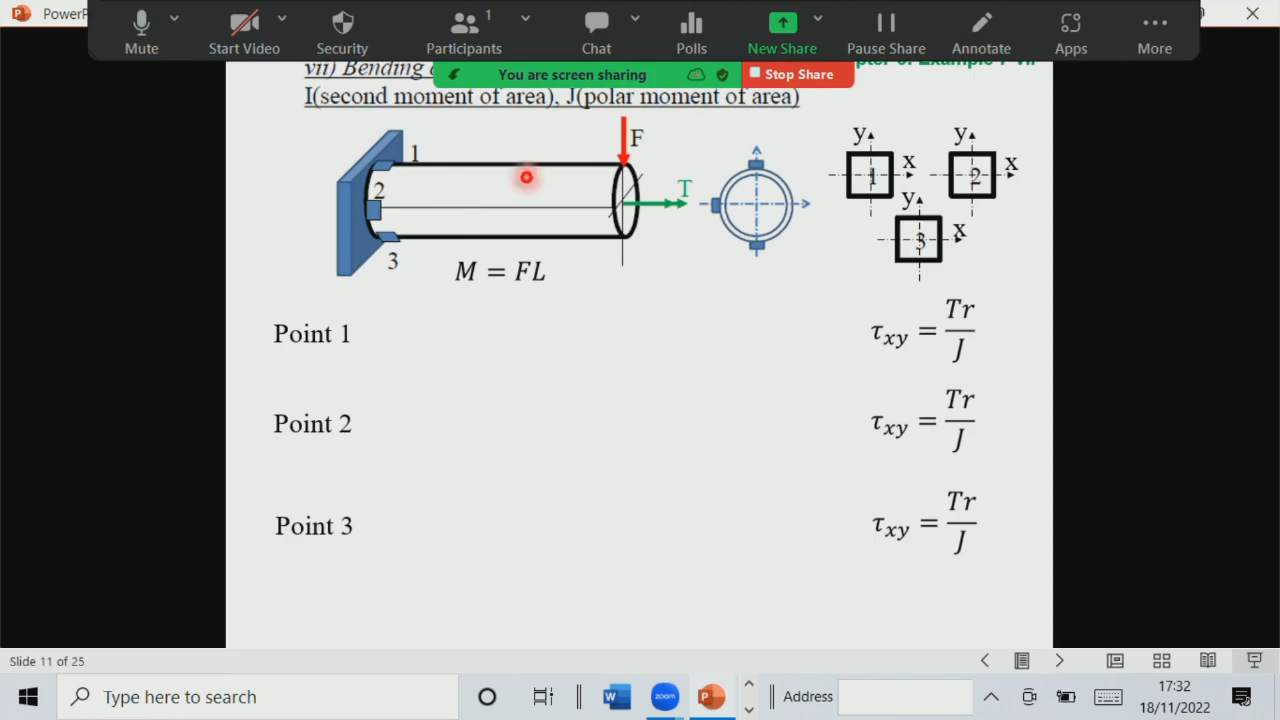 PowerP
Mute
Start Video
Security
Participants
1
Chat
Polls
New Share
Pause Share
Annotate
Apps
More
You are screen sharing
Stop Share
vii) Bending
I(second moment of area), J(polar moment of area)
1
2
3
F
T
M = FL
y
x
1
y
x
2
y
x
3
Point 1
τxy = Tr/J
Point 2
τxy = Tr/J
Point 3
τxy = Tr/J
Slide 11 of 25
Type here to search
zoom
Address
17:32
18/11/2022